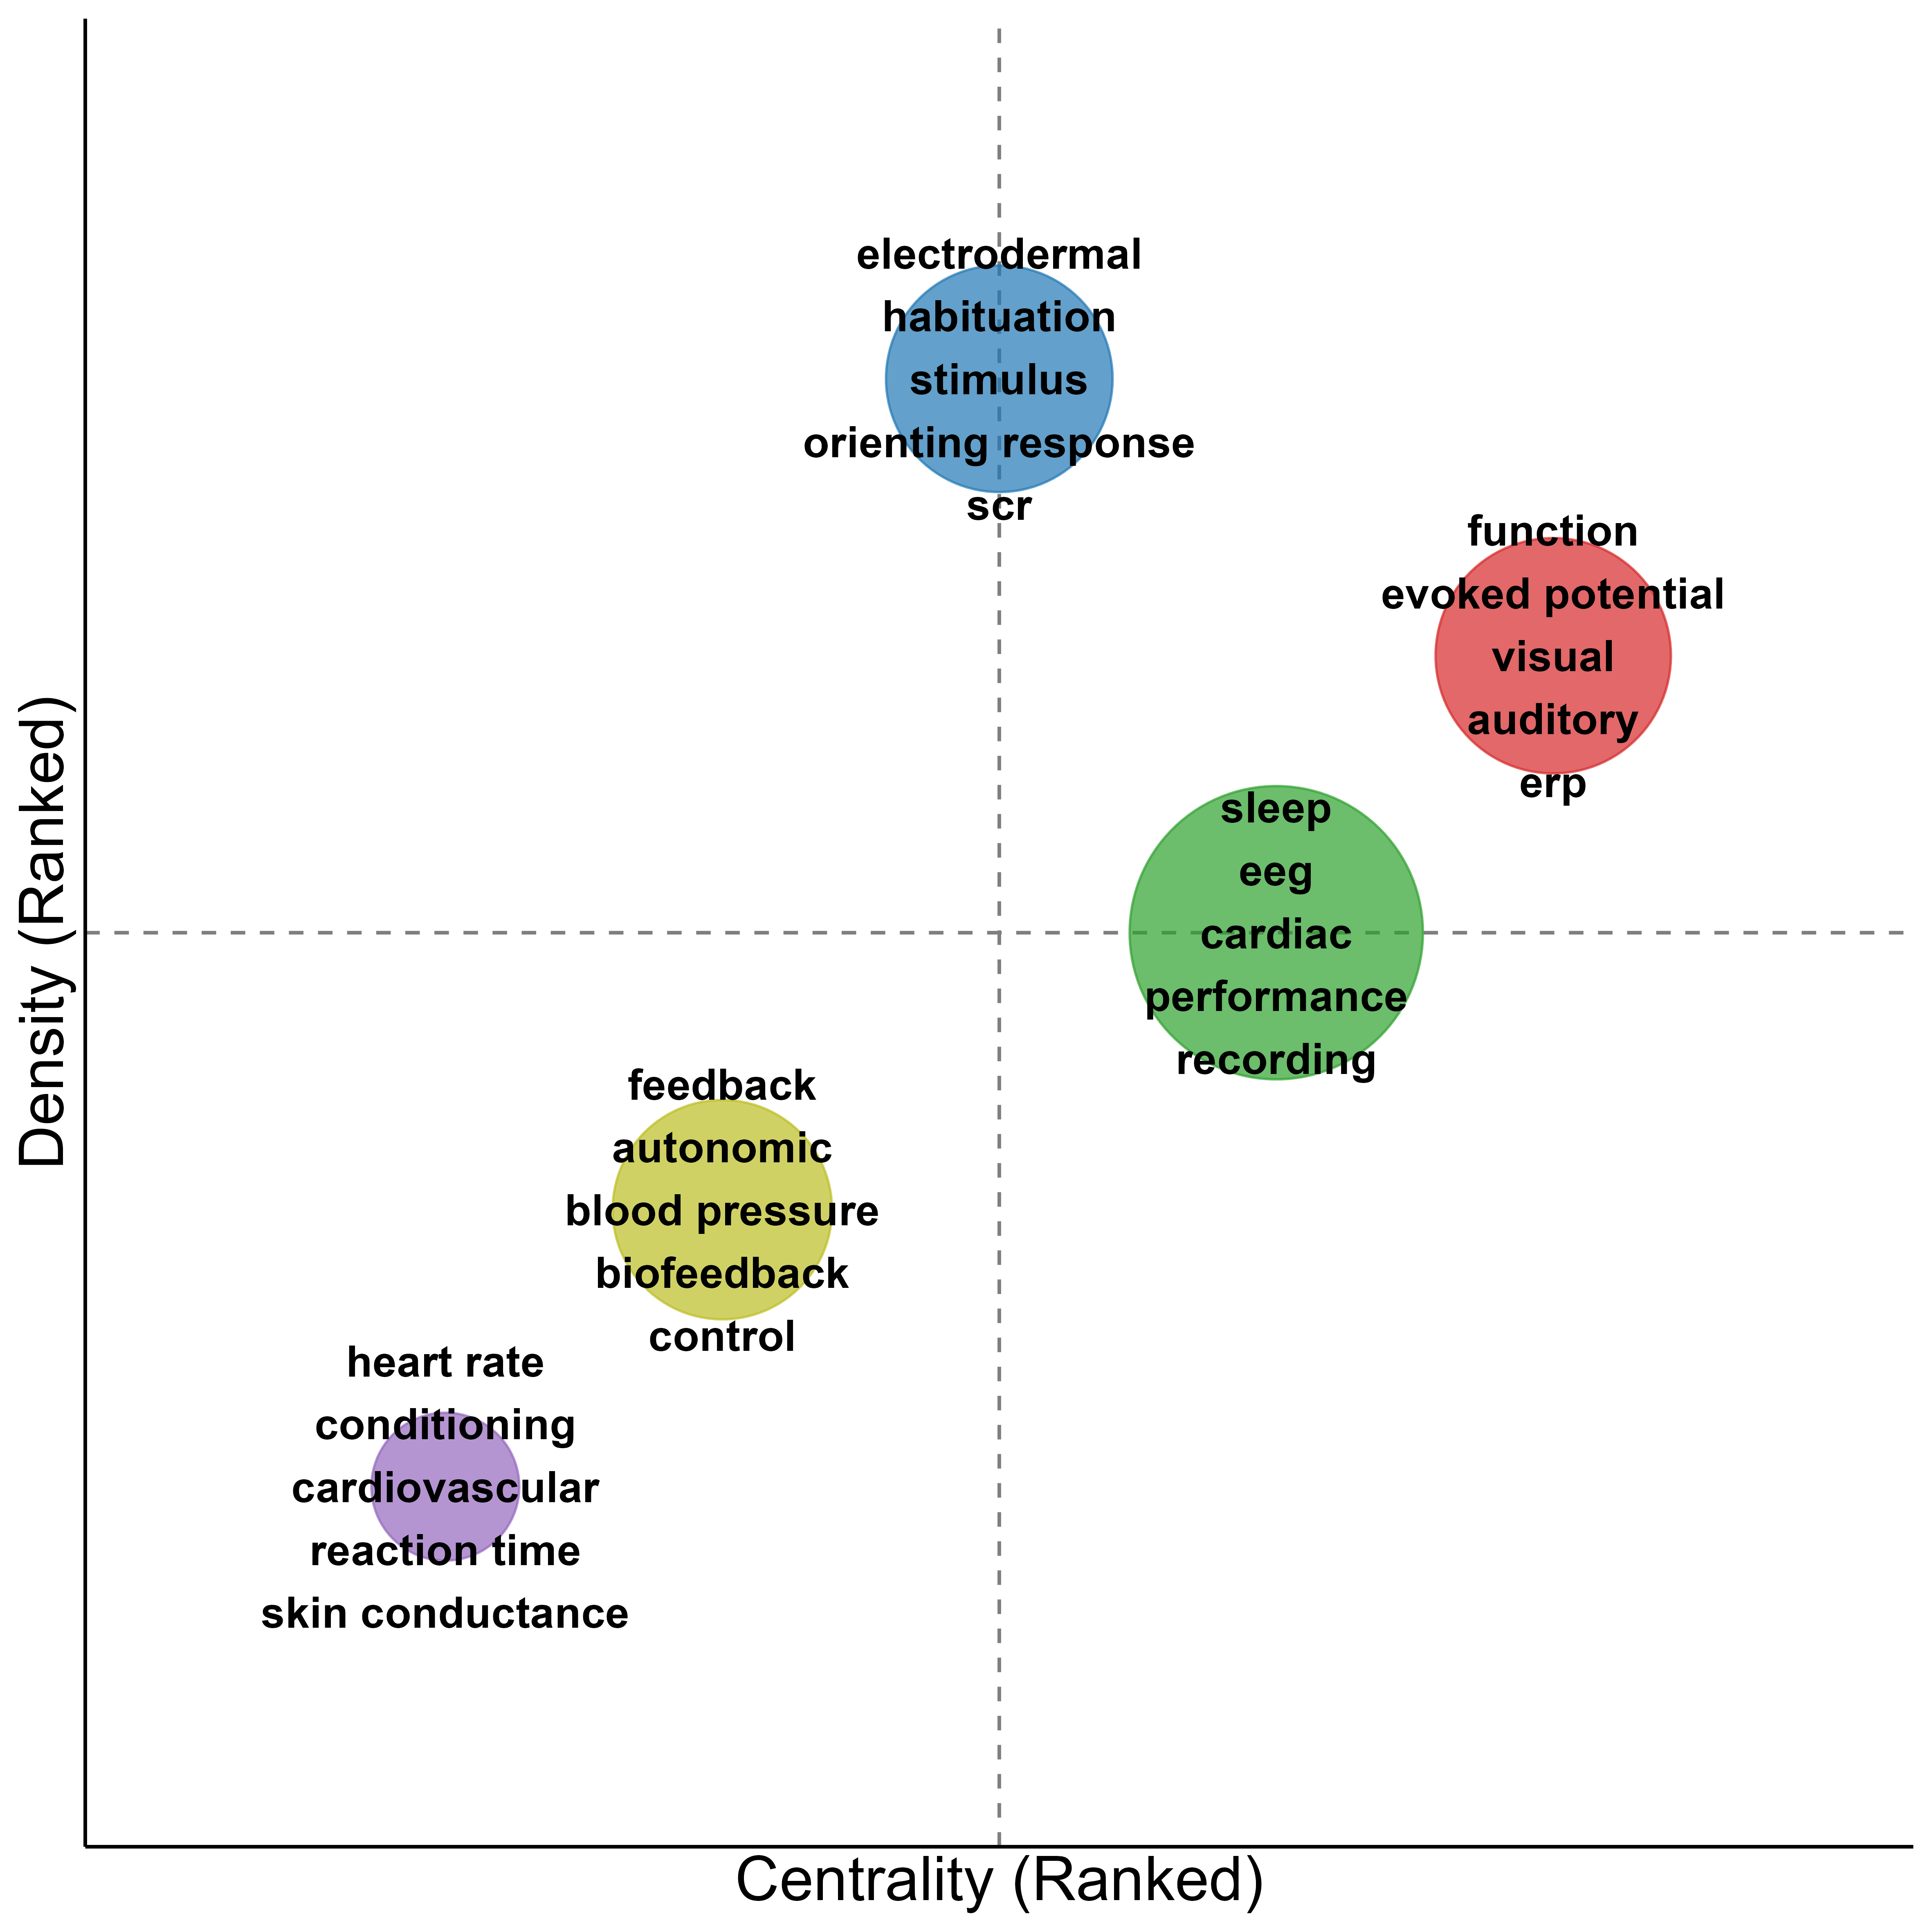 electrodermal
habituation
stimulus
orienting response
scr
function
evoked potential
visual
auditory
erp
sleep
eeg
cardiac
performance
recording
feedback
autonomic
blood pressure
biofeedback
control
heart rate
conditioning
cardiovascular
reaction time
skin conductance
Density (Ranked)
Centrality (Ranked)